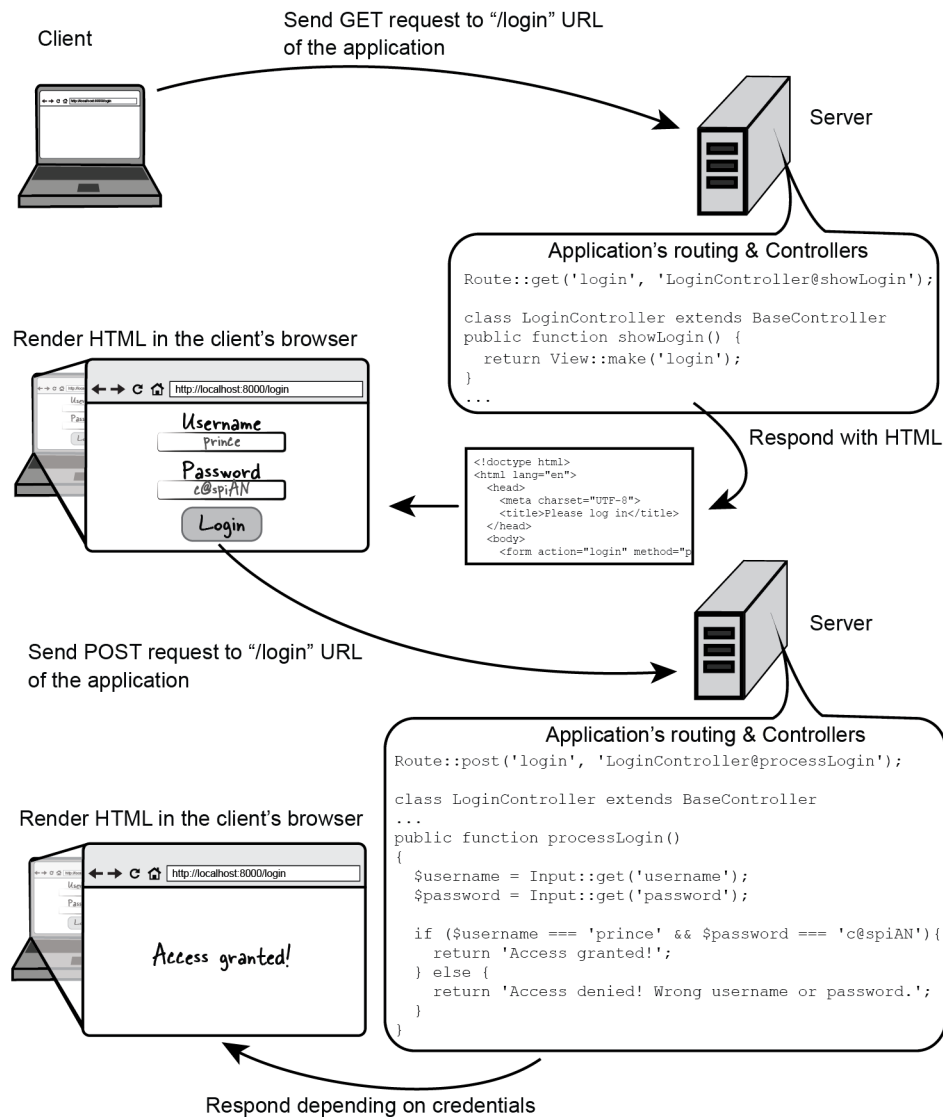 Client
Send GET request to “/login” URL
of the application
http://localhost:8000/login
Server
Application’s routing & Controllers
Route::get('login', 'LoginController@showLogin');
class LoginController extends BaseController
public function showLogin() {
return View::make('login');
}
...
Render HTML in the client’s browser
http://localhost:8000/login
Username
prince
Password
c@spiAN
Login
Respond with HTML
<!doctype html>
<html lang="en">
<head>
<meta charset="UTF-8">
<title>Please log in</title>
</head>
<body>
<form action="login" method="p
Send POST request to “/login” URL
of the application
Server
Application’s routing & Controllers
Route::post('login', 'LoginController@processLogin');
class LoginController extends BaseController
...
public function processLogin()
{
$username = Input::get('username');
$password = Input::get('password');
if ($username === 'prince' && $password === 'c@spiAN'){
return 'Access granted!';
} else {
return 'Access denied! Wrong username or password.';
}
}
Render HTML in the client’s browser
http://localhost:8000/login
Access granted!
Respond depending on credentials